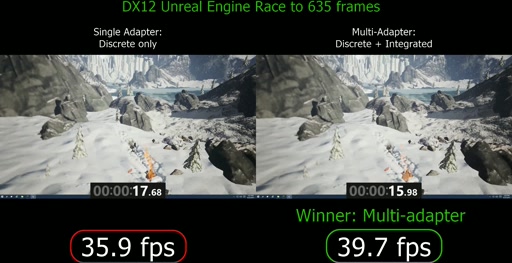 DX12 Unreal Engine Race to 635 frames
Single Adapter:
Discrete only
Multi-Adapter:
Discrete + Integrated
00:00:17.68
00:00:15.98
Winner: Multi-adapter
35.9 fps
39.7 fps